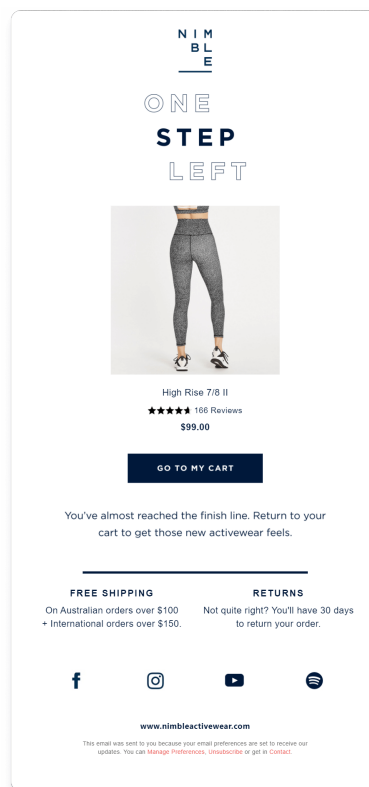 NIM
BL
E
ONE
STEP
LEFT
High Rise 7/8 II
166 Reviews
$99.00
GO TO MY CART
You've almost reached the finish line. Return to your
cart to get those new activewear feels.
FREE SHIPPING
On Australian orders over $100
+ International orders over $150.
RETURNS
Not quite right? You'll have 30 days
to return your order.
www.nimbleactivewear.com
This email was sent to you because your email preferences are set to receive our
updates. You can Manage Preferences, Unsubscribe or get in Contact.